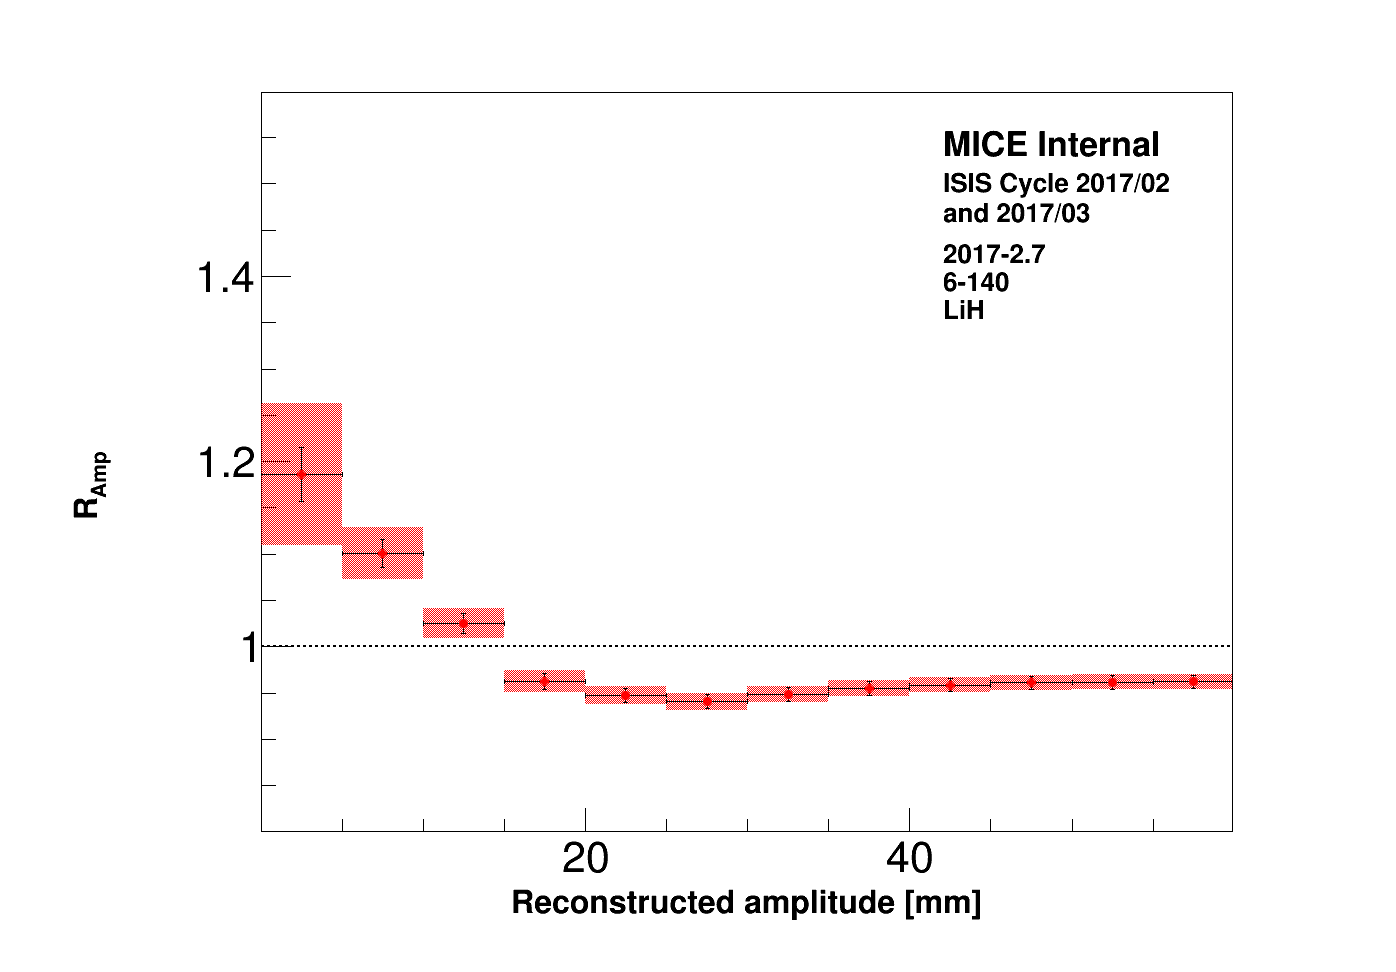 MICE Internal
ISIS Cycle 2017/02
and 2017/03
2017-2.7
6-140
LiH
1.4
1.2
1
R_Amp
20
40
Reconstructed amplitude [mm]